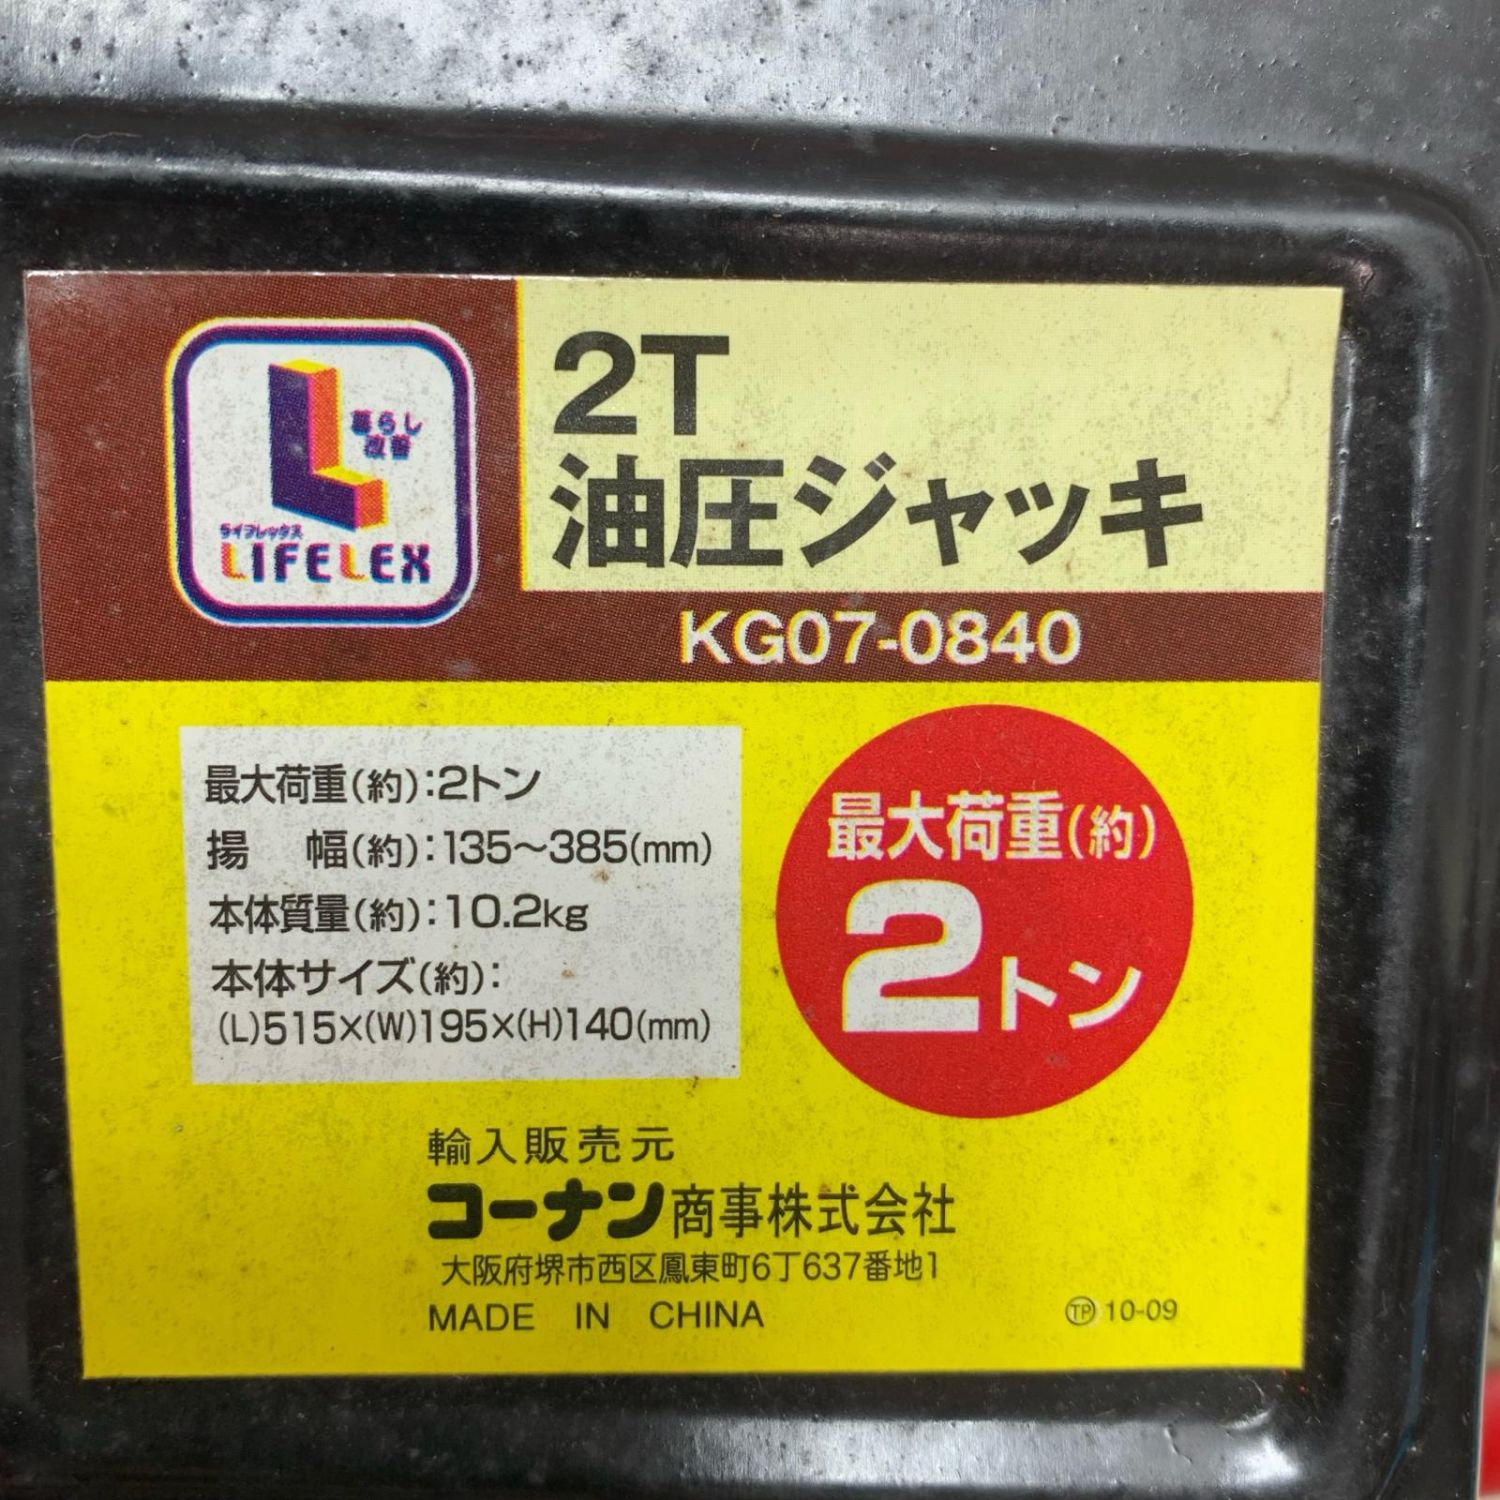 暮らし
改善
ライフレックス
LIFELEX
2T
油圧ジャッキ
KG07-0840
最大荷重(約):2トン
揚 幅(約):135〜385(mm)
本体質量(約):10.2kg
本体サイズ(約):
(L)515×(W)195×(H)140(mm)
最大荷重(約)
2トン
輸入販売元
コーナン商事株式会社
大阪府堺市西区鳳東町6丁637番地1
MADE IN CHINA
TP 10-09